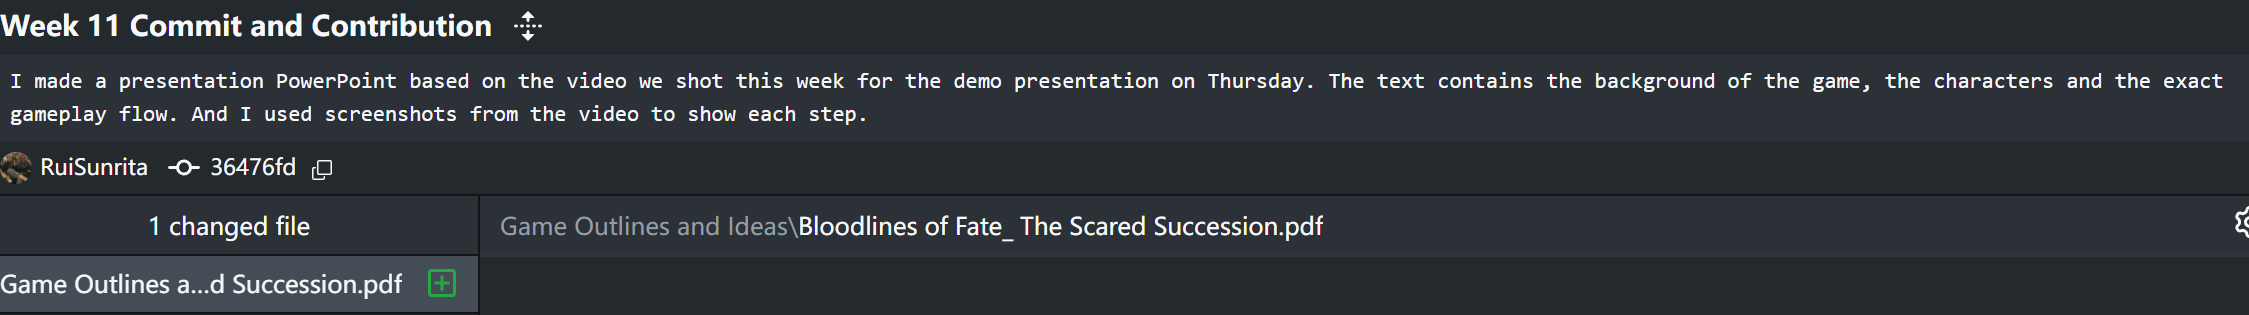 Week 11 Commit and Contribution
I made a presentation PowerPoint based on the video we shot this week for the demo presentation on Thursday. The text contains the background of the game, the characters and the exact
gameplay flow. And I used screenshots from the video to show each step.
RuiSunrita 36476fd
1 changed file
Game Outlines and Ideas\Bloodlines of Fate_ The Scared Succession.pdf
Game Outlines a...d Succession.pdf